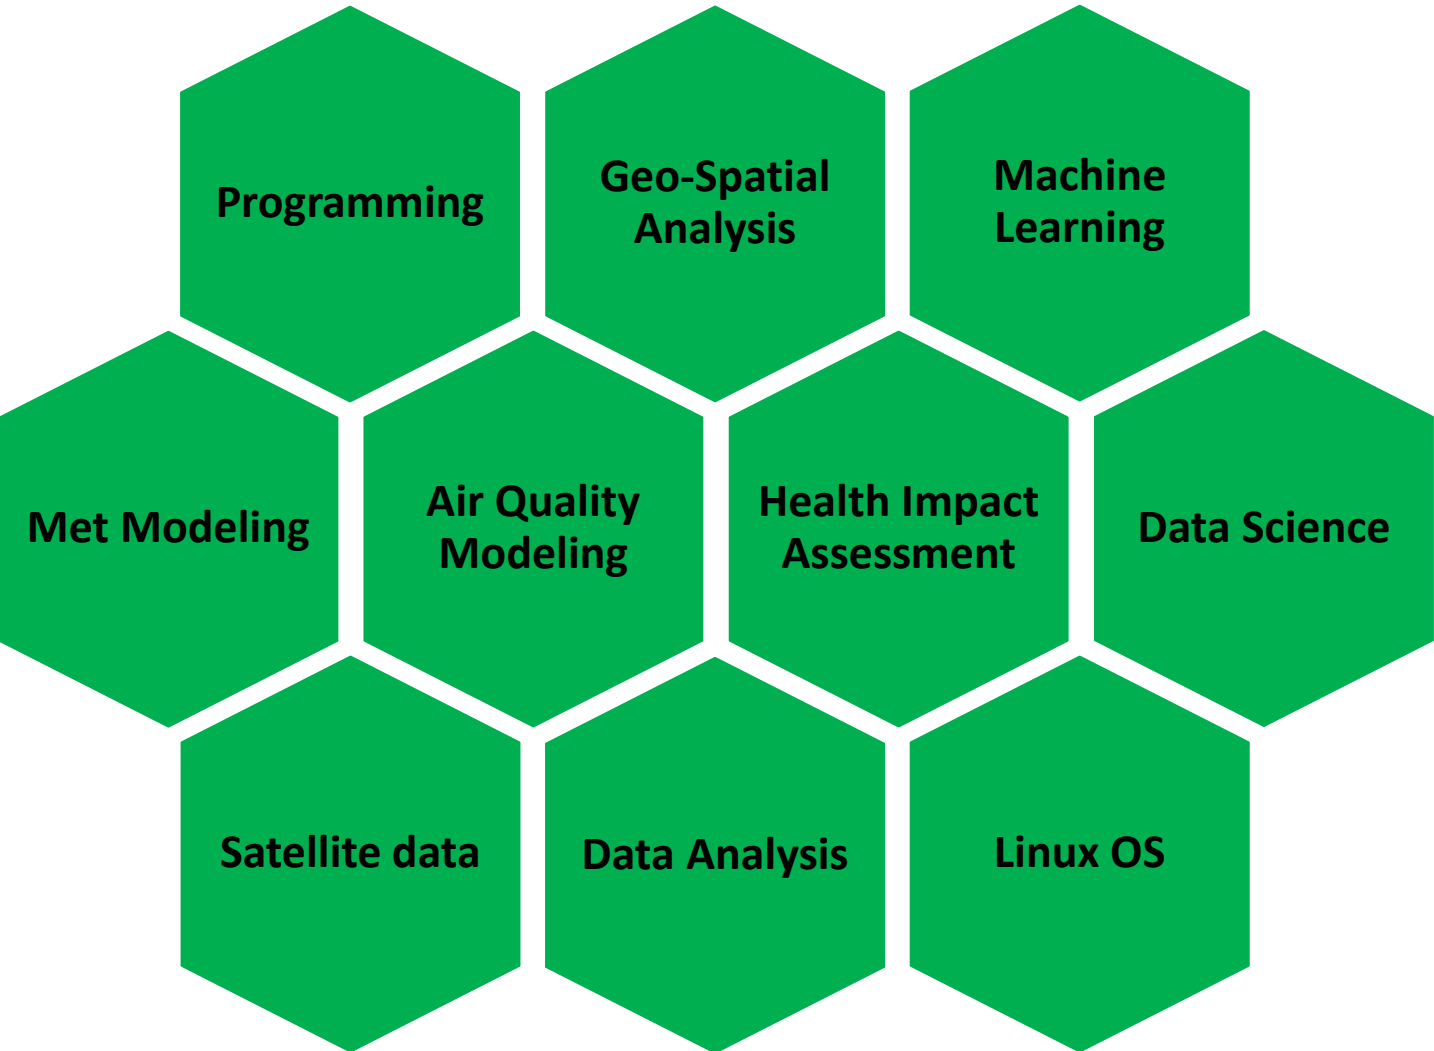 Programming
Geo-Spatial
Analysis
Machine
Learning
Met Modeling
Air Quality
Modeling
Health Impact
Assessment
Data Science
Satellite data
Data Analysis
Linux OS